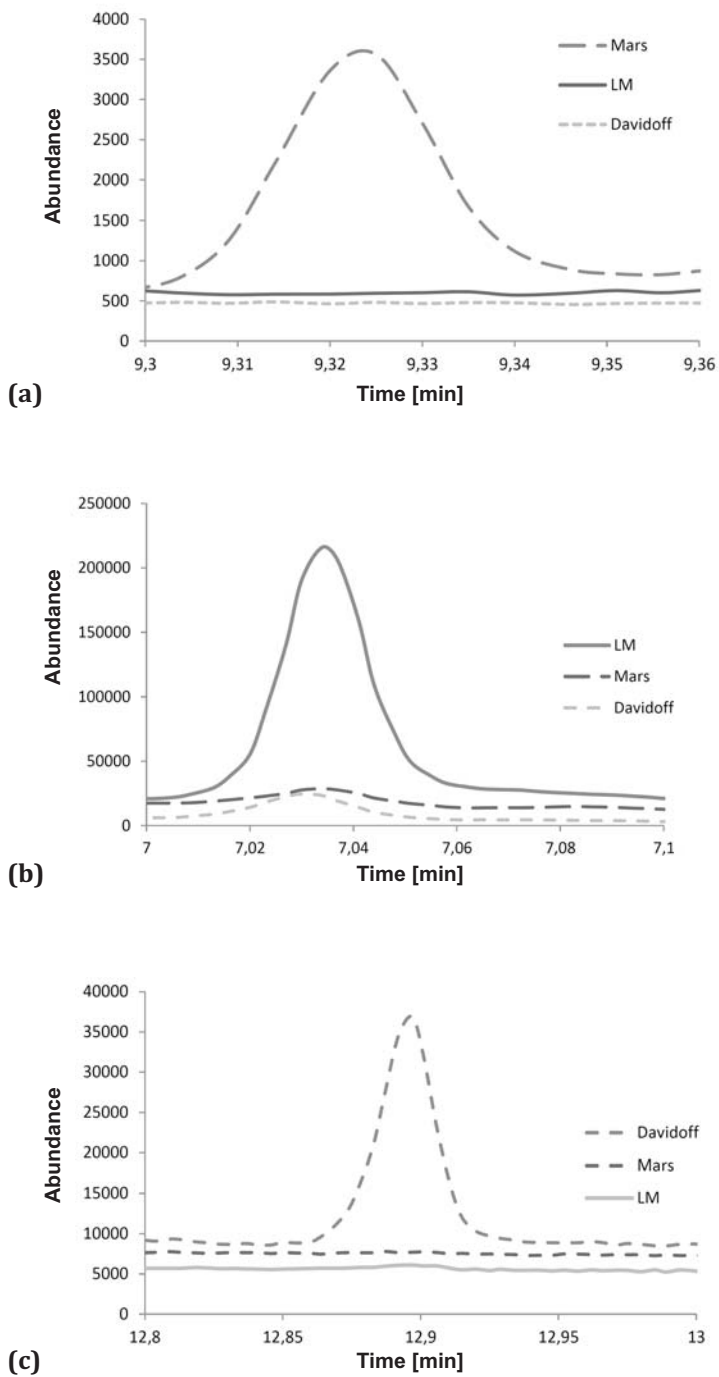 4000
3500
3000
2500
2000
1500
1000
500
0
Abundance
Mars
LM
Davidoff
9,3 9,31 9,32 9,33 9,34 9,35 9,36
Time [min]
(a)
250000
200000
150000
100000
50000
0
Abundance
LM
Mars
Davidoff
7 7,02 7,04 7,06 7,08 7,1
Time [min]
(b)
40000
35000
30000
25000
20000
15000
10000
5000
0
Abundance
Davidoff
Mars
LM
12,8 12,85 12,9 12,95 13
Time [min]
(c)